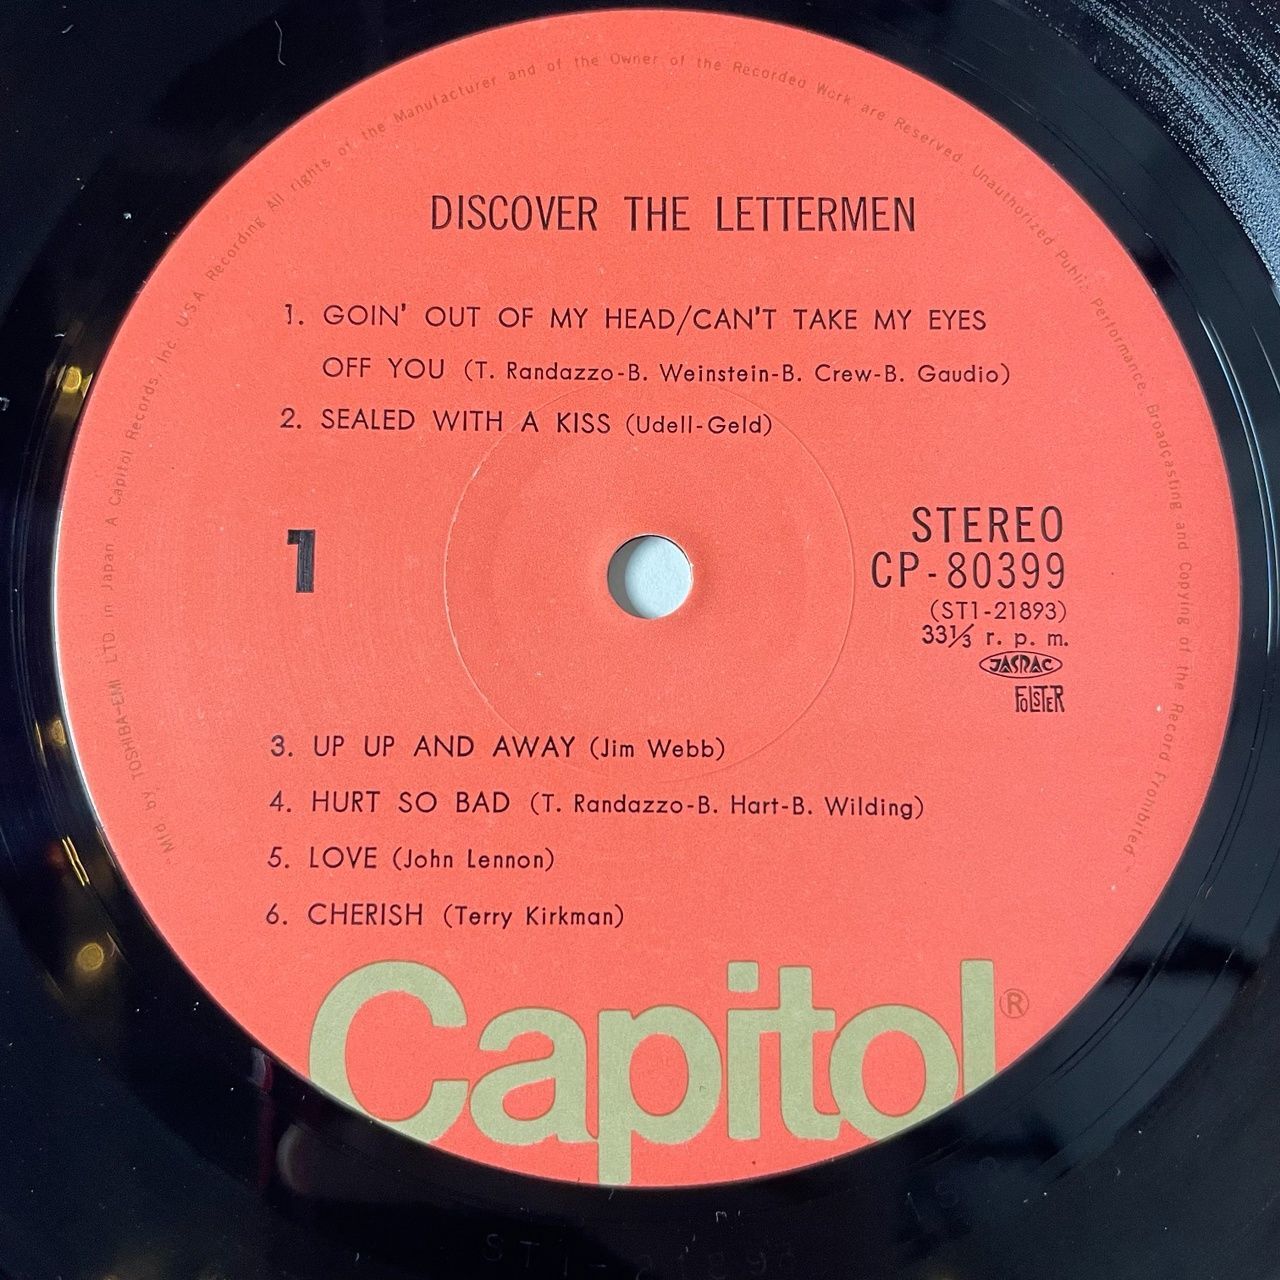 "Mfd. by TOSHIBA-EMI LTD. in Japan A Capitol Records, Inc. U.S.A. Recording All rights of the Manufacturer and of the Owner of the Recorded Work are Reserved Unauthorized Public Performance, Broadcasting and Copying of the Record Prohibited"
DISCOVER THE LETTERMEN
1. GOIN' OUT OF MY HEAD/CAN'T TAKE MY EYES
OFF YOU (T. Randazzo-B. Weinstein-B. Crew-B. Gaudio)
2. SEALED WITH A KISS (Udell-Geld)
1
STEREO
CP-80399
(ST1-21893)
33⅓ r. p. m.
JASRAC
FOLSTER
3. UP UP AND AWAY (Jim Webb)
4. HURT SO BAD (T. Randazzo-B. Hart-B. Wilding)
5. LOVE (John Lennon)
6. CHERISH (Terry Kirkman)
Capitol®